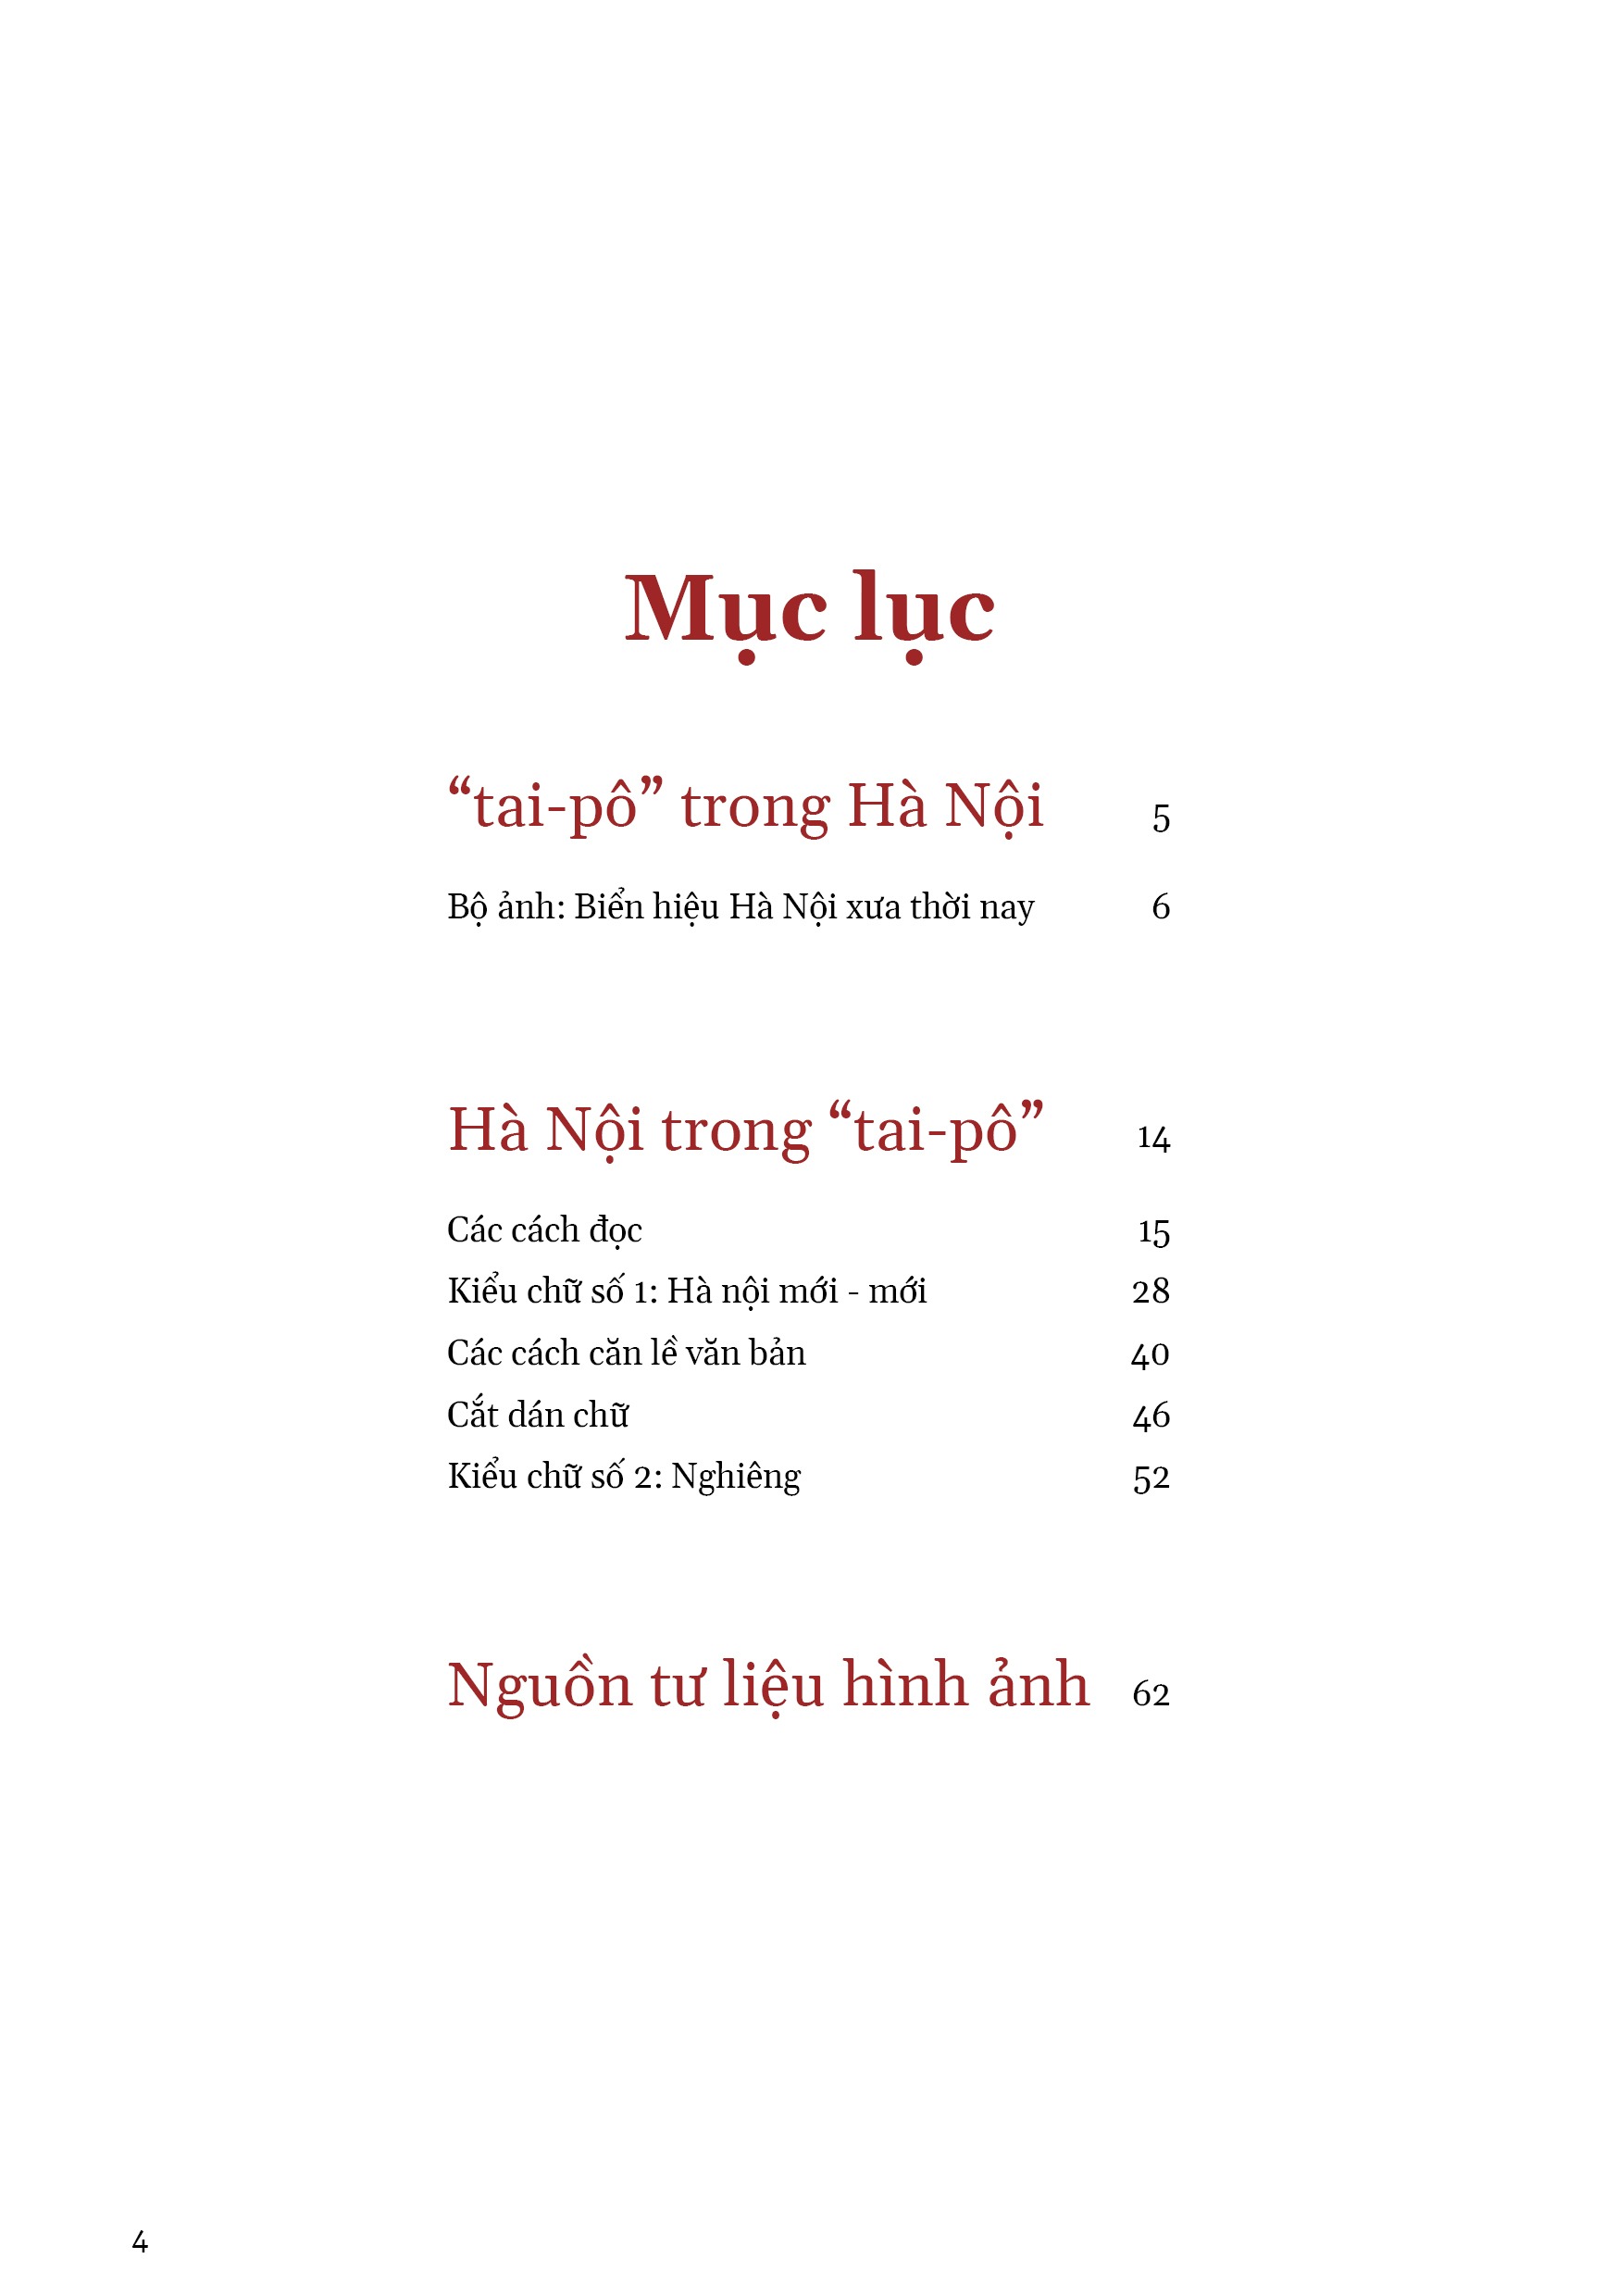 Mục lục
“tai-pô” trong Hà Nội 5
Bộ ảnh: Biển hiệu Hà Nội xưa thời nay 6
Hà Nội trong “tai-pô” 14
Các cách đọc 15
Kiểu chữ số 1: Hà nội mới - mới 28
Các cách căn lề văn bản 40
Cắt dán chữ 46
Kiểu chữ số 2: Nghiêng 52
Nguồn tư liệu hình ảnh 62
4